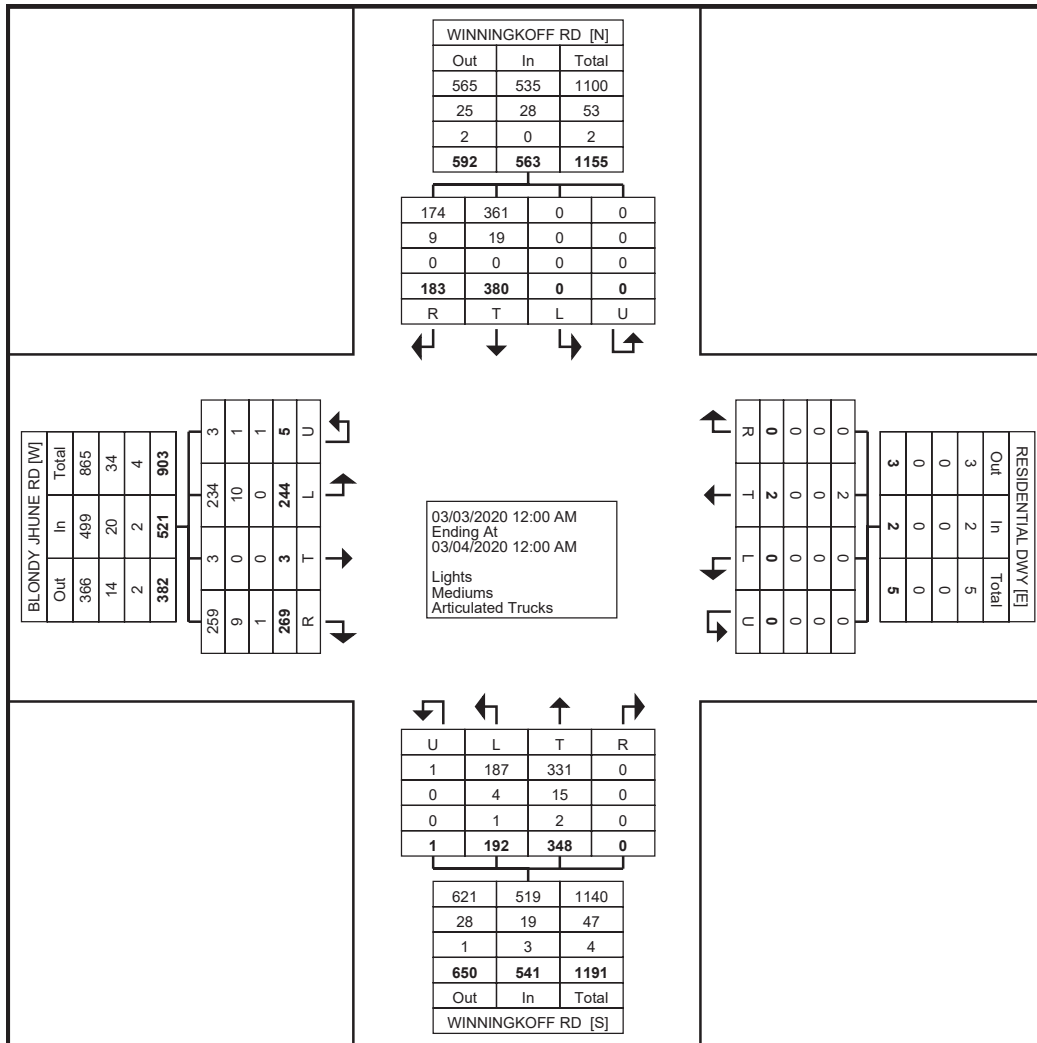 WINNINGKOFF RD [N]
Out In Total
565 535 1100
25 28 53
2 0 2
592 563 1155
174 361 0 0
9 19 0 0
0 0 0 0
183 380 0 0
R T L U
BLONDY JHUNE RD [W]
Total 865 34 4 903
In 499 20 2 521
Out 366 14 2 382
3 1 1 5 U
234 10 0 244 L
3 0 0 3 T
259 9 1 269 R
03/03/2020 12:00 AM
Ending At
03/04/2020 12:00 AM
Lights
Mediums
Articulated Trucks
R 0 0 0 0
T 2 0 0 2
L 0 0 0 0
U 0 0 0 0
RESIDENTIAL DWY [E]
Out In Total
3 2 5
0 0 0
0 0 0
3 2 5
U L T R
1 187 331 0
0 4 15 0
0 1 2 0
1 192 348 0
621 519 1140
28 19 47
1 3 4
650 541 1191
Out In Total
WINNINGKOFF RD [S]